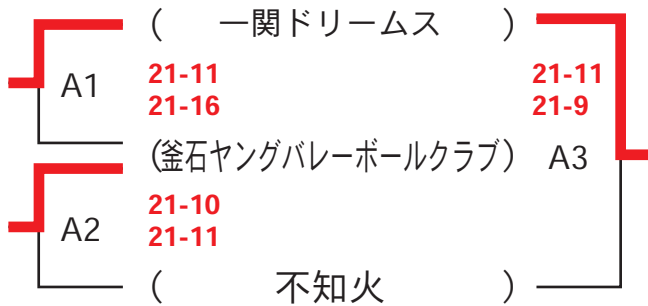 ( 一関ドリームス )
A1 21-11 21-11
21-16 21-9
(釜石ヤングバレーボールクラブ) A3
21-10
A2 21-11
( 不知火 )